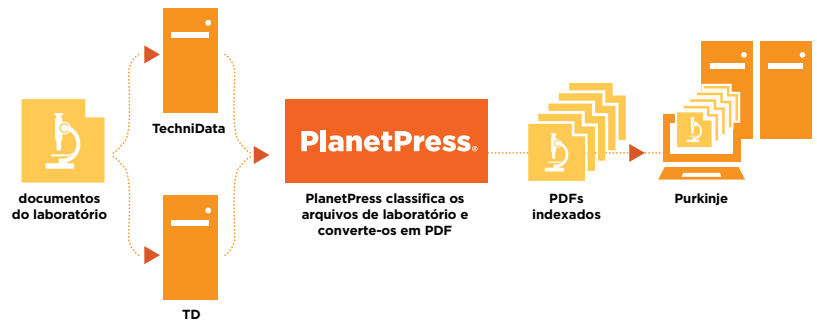 documentos
do laboratório
TechniData
TD
PlanetPress®
PlanetPress classifica os
arquivos de laboratório e
converte-os em PDF
PDFs
indexados
Purkinje